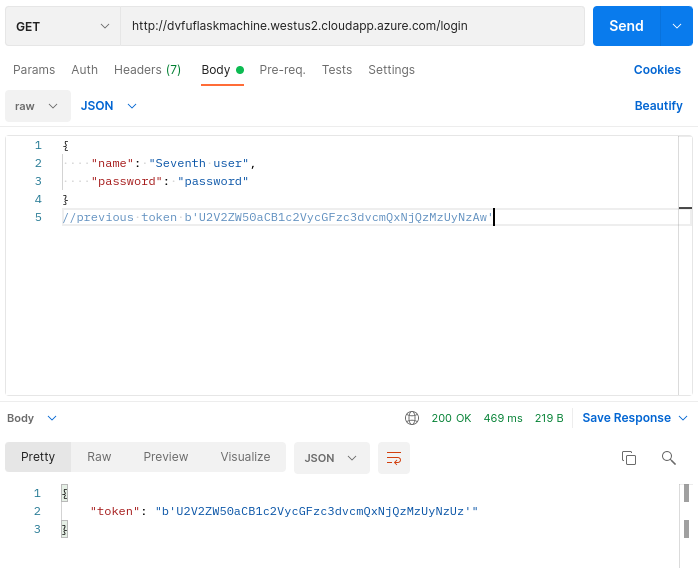 GET http://dvfuflaskmachine.westus2.cloudapp.azure.com/login Send
Params Auth Headers (7) Body Pre-req. Tests Settings Cookies
raw JSON Beautify
1 {
2 ····"name": "Seventh user",
3 ····"password": "password"
4 }
5 //previous token b'U2V2ZW50aCB1c2VycGFzc3dvcmQxNjQzMzUyNzAw'
Body 200 OK 469 ms 219 B Save Response
Pretty Raw Preview Visualize JSON
1 {
2 "token": "b'U2V2ZW50aCB1c2VycGFzc3dvcmQxNjQzMzUyNzUz'"
3 }